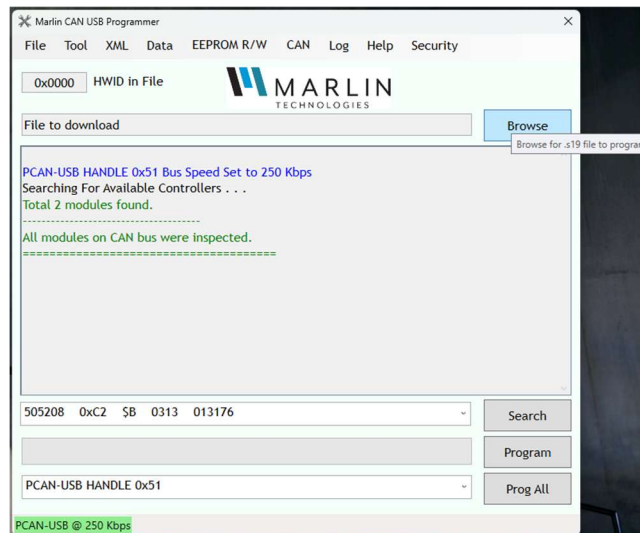 Marlin CAN USB Programmer
File Tool XML Data EEPROM R/W CAN Log Help Security
0x0000 HWID in File
MARLIN
TECHNOLOGIES
File to download
Browse
Browse for .s19 file to program
PCAN-USB HANDLE 0x51 Bus Speed Set to 250 Kbps
Searching For Available Controllers . . .
Total 2 modules found.
-------------------------------------
All modules on CAN bus were inspected.
======================================
505208 0xC2 $B 0313 013176
Search
Program
PCAN-USB HANDLE 0x51
Prog All
PCAN-USB @ 250 Kbps